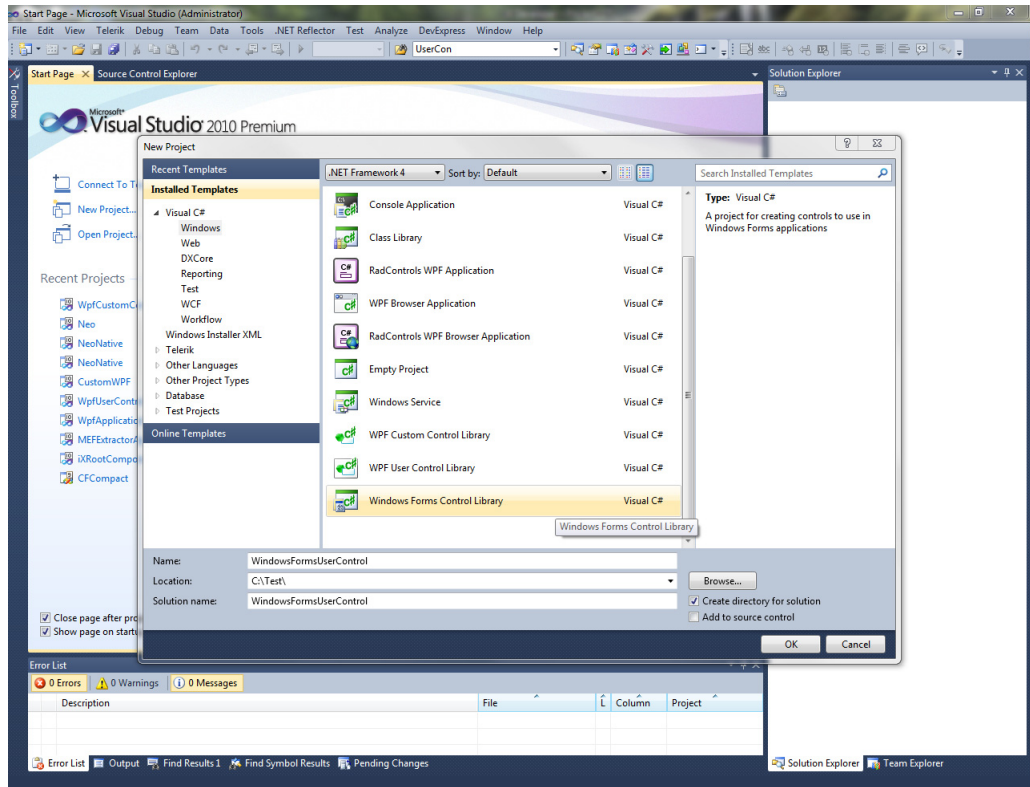 Start Page - Microsoft Visual Studio (Administrator)
File Edit View Telerik Debug Team Data Tools .NET Reflector Test Analyze DevExpress Window Help
UserCon
Start Page Source Control Explorer
Solution Explorer
Toolbox
Microsoft
Visual Studio 2010 Premium
Connect To T
New Project...
Open Project..
Recent Projects
WpfCustomC
Neo
NeoNative
NeoNative
CustomWPF
WpfUserContr
WpfApplicatio
MEFExtractorA
iXRootCompo
CFCompact
Close page after pro
Show page on startu
New Project
Recent Templates
Installed Templates
Visual C#
Windows
Web
DXCore
Reporting
Test
WCF
Workflow
Windows Installer XML
Telerik
Other Languages
Other Project Types
Database
Test Projects
Online Templates
.NET Framework 4 Sort by: Default
Search Installed Templates
Console Application Visual C#
Class Library Visual C#
RadControls WPF Application Visual C#
WPF Browser Application Visual C#
RadControls WPF Browser Application Visual C#
Empty Project Visual C#
Windows Service Visual C#
WPF Custom Control Library Visual C#
WPF User Control Library Visual C#
Windows Forms Control Library Visual C#
Windows Forms Control Library
Type: Visual C#
A project for creating controls to use in
Windows Forms applications
Name: WindowsFormsUserControl
Location: C:\Test\
Browse...
Solution name: WindowsFormsUserControl
Create directory for solution
Add to source control
OK Cancel
Error List
0 Errors 0 Warnings 0 Messages
Description File L Column Project
Error List Output Find Results 1 Find Symbol Results Pending Changes
Solution Explorer Team Explorer